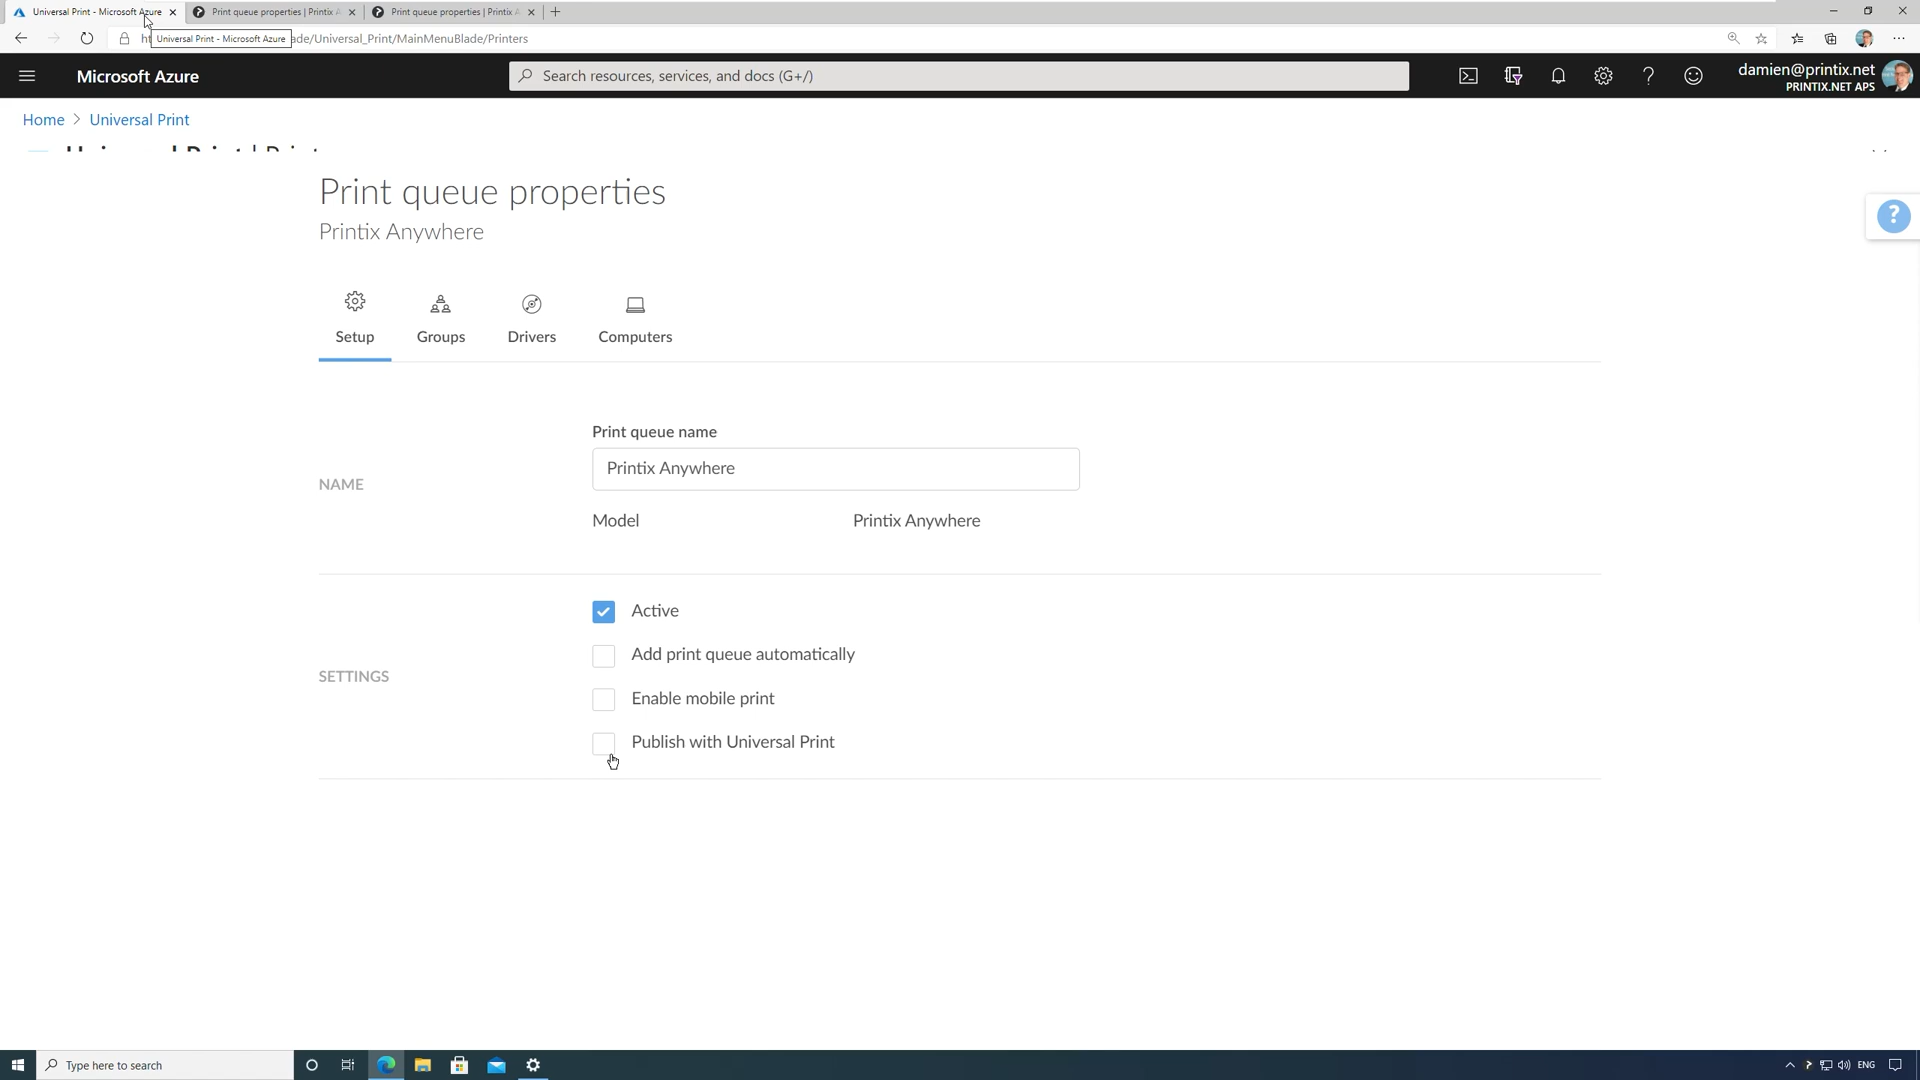 Universal Print - Microsoft Azure
Print queue properties | Printix A
Print queue properties | Printix A
Universal Print - Microsoft Azure
ade/Universal_Print/MainMenuBlade/Printers
Microsoft Azure
Search resources, services, and docs (G+/)
damien@printix.net
PRINTIX.NET APS
Home > Universal Print
Print queue properties
Printix Anywhere
Setup
Groups
Drivers
Computers
Print queue name
NAME
Printix Anywhere
Model
Printix Anywhere
SETTINGS
Active
Add print queue automatically
Enable mobile print
Publish with Universal Print
Type here to search
ENG